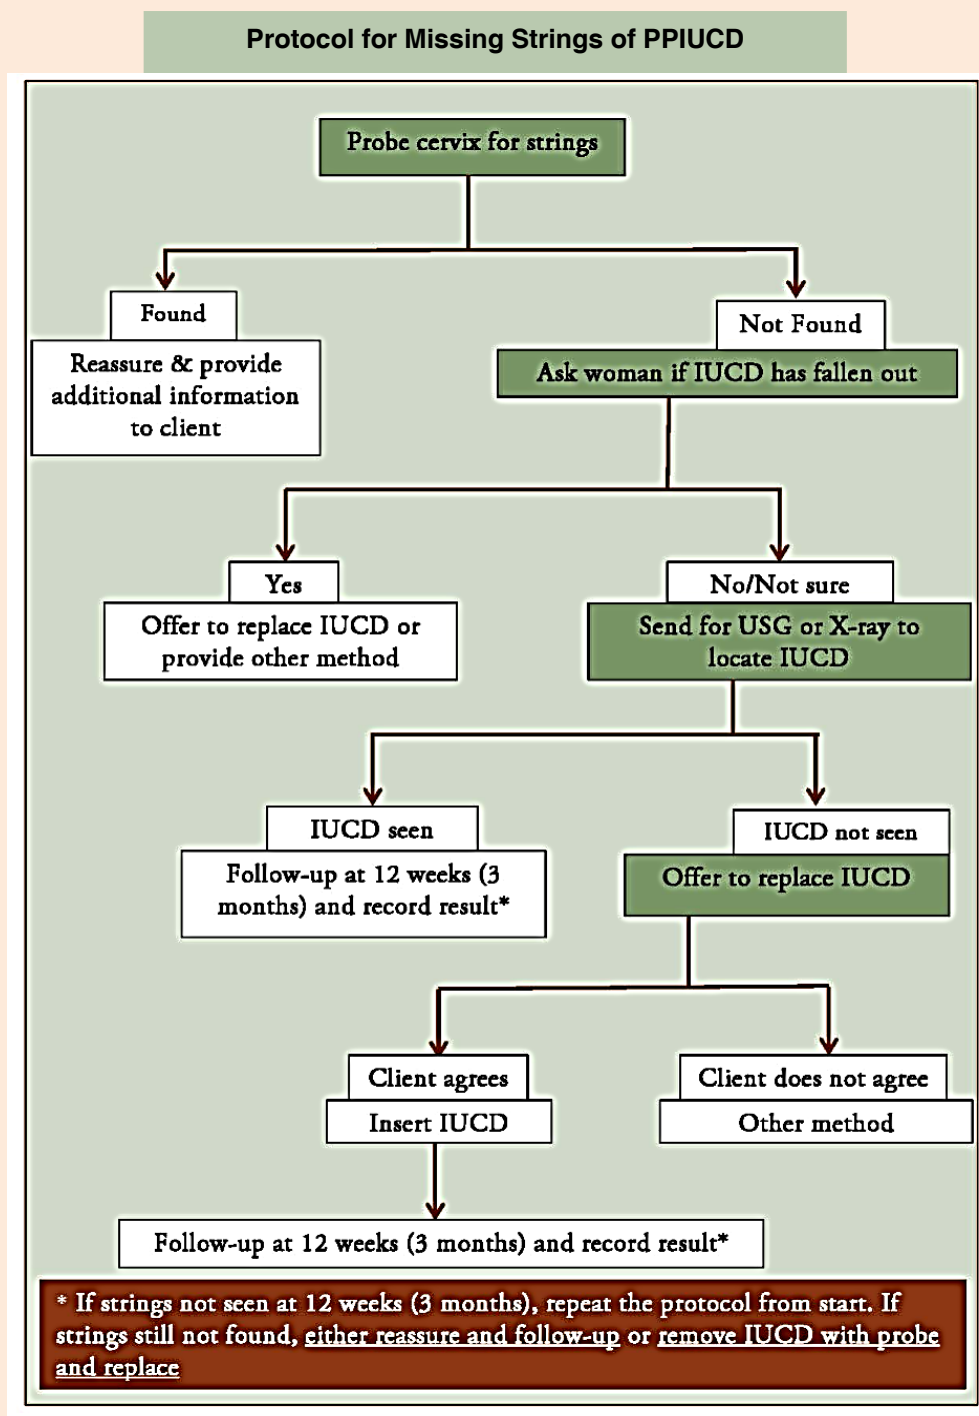 Protocol for Missing Strings of PPIUCD
Probe cervix for strings
Found
Reassure & provide
additional information
to client
Not Found
Ask woman if IUCD has fallen out
Yes
Offer to replace IUCD or
provide other method
No/Not sure
Send for USG or X-ray to
locate IUCD
IUCD seen
Follow-up at 12 weeks (3
months) and record result*
IUCD not seen
Offer to replace IUCD
Client agrees
Insert IUCD
Client does not agree
Other method
Follow-up at 12 weeks (3 months) and record result*
* If strings not seen at 12 weeks (3 months), repeat the protocol from start. If
strings still not found, either reassure and follow-up or remove IUCD with probe
and replace